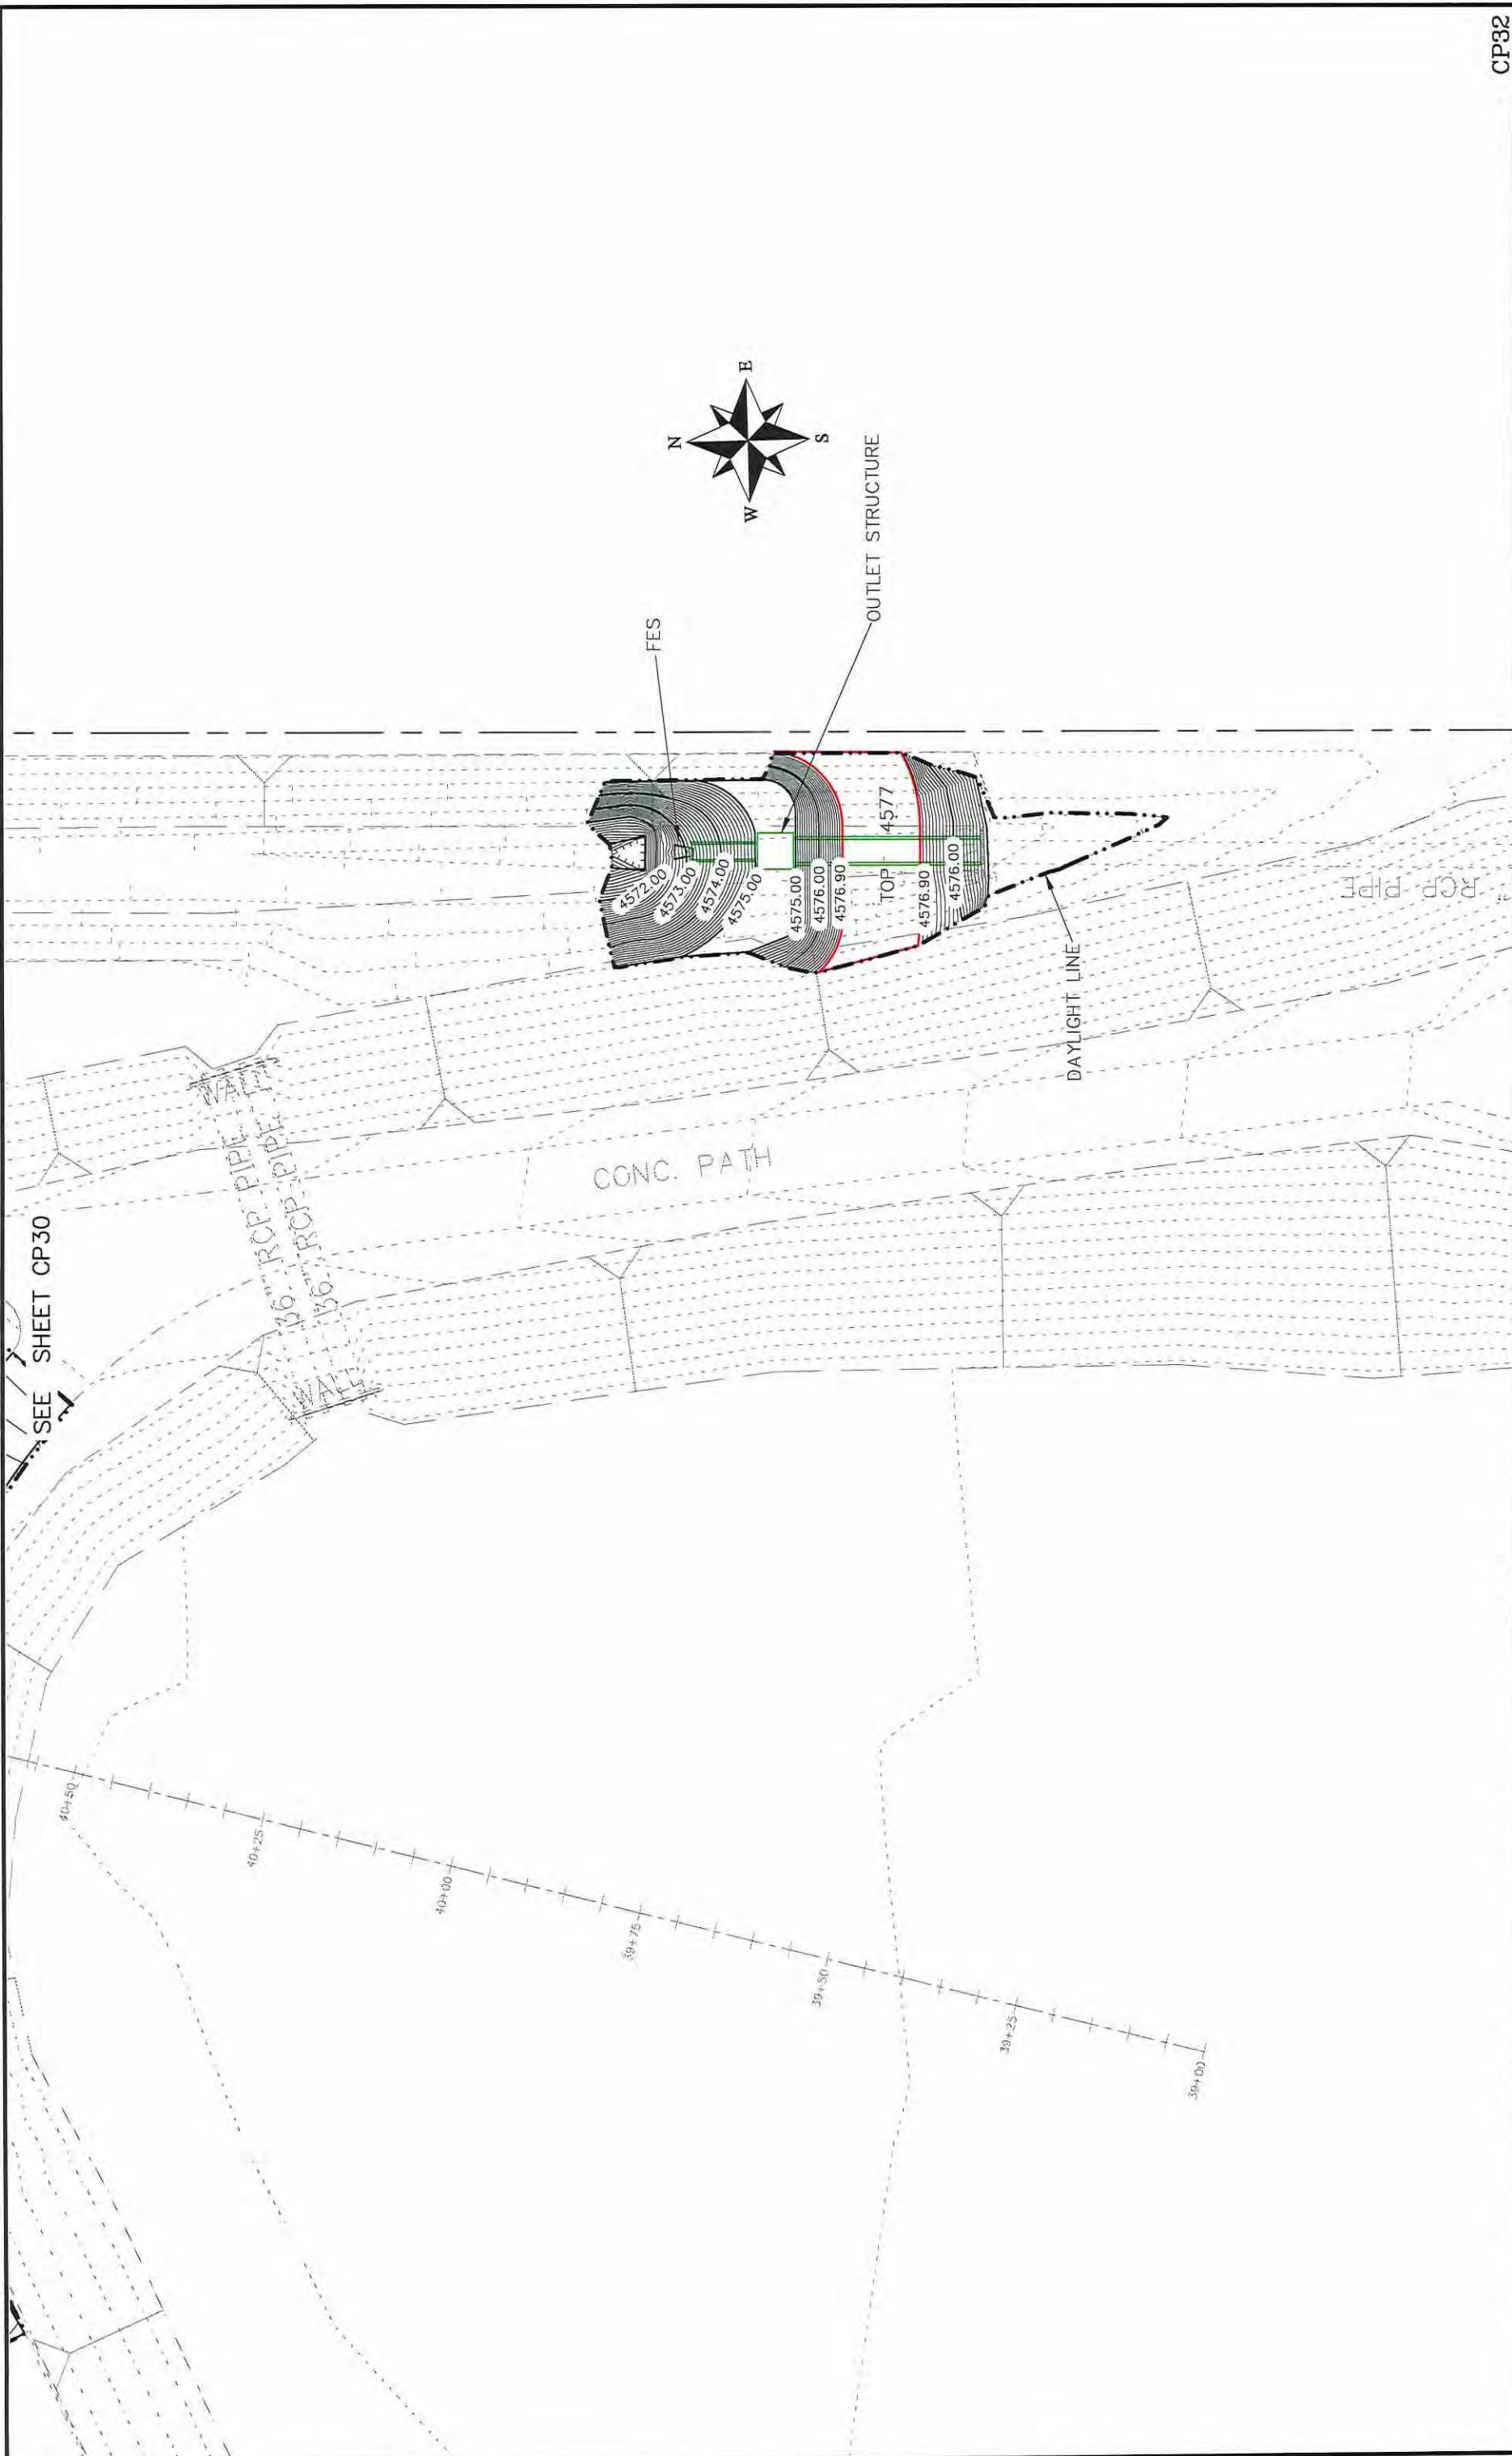 CP32
SEE SHEET CP30
N
E
S
W
FES
OUTLET STRUCTURE
4572.00
4573.00
4574.00
4575.00
4575.00
4576.00
4576.90
TOP 4577
4576.90
4576.00
DAYLIGHT LINE
RCP PIPE
WALL
36" RCP PIPE
36" RCP PIPE
WALL
CONC. PATH
40+50
40+25
40+00
39+75
39+50
39+25
39+00